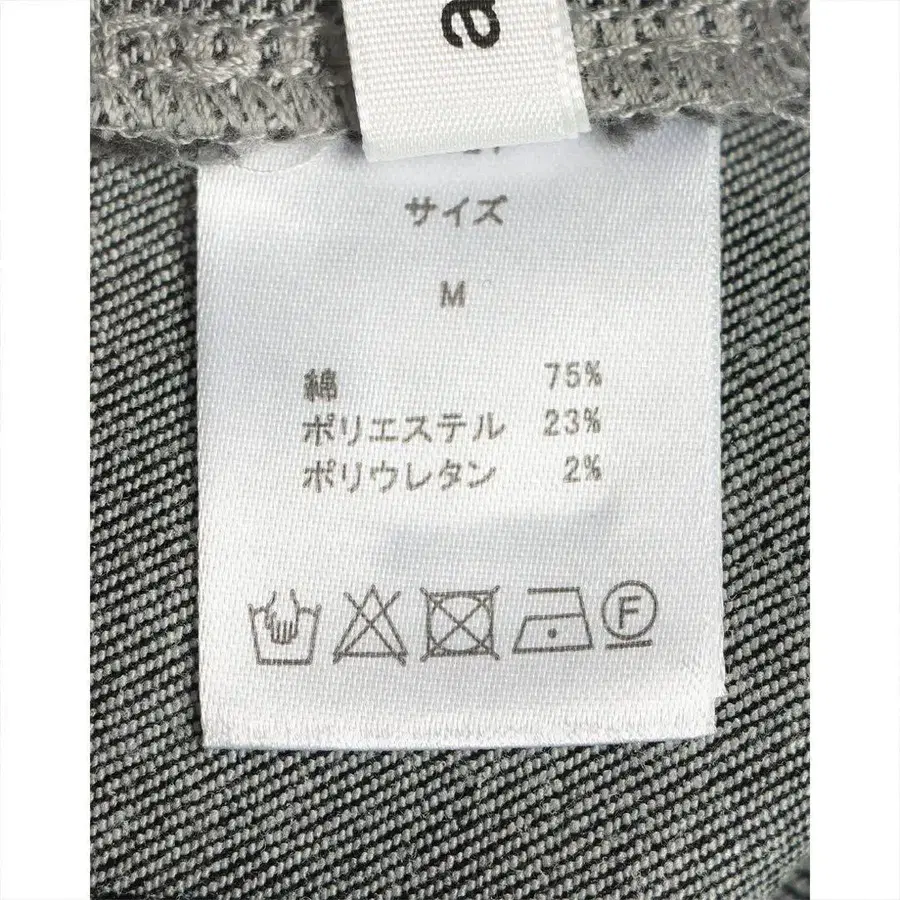 a
サイズ
M
綿 75%
ポリエステル 23%
ポリウレタン 2%
F